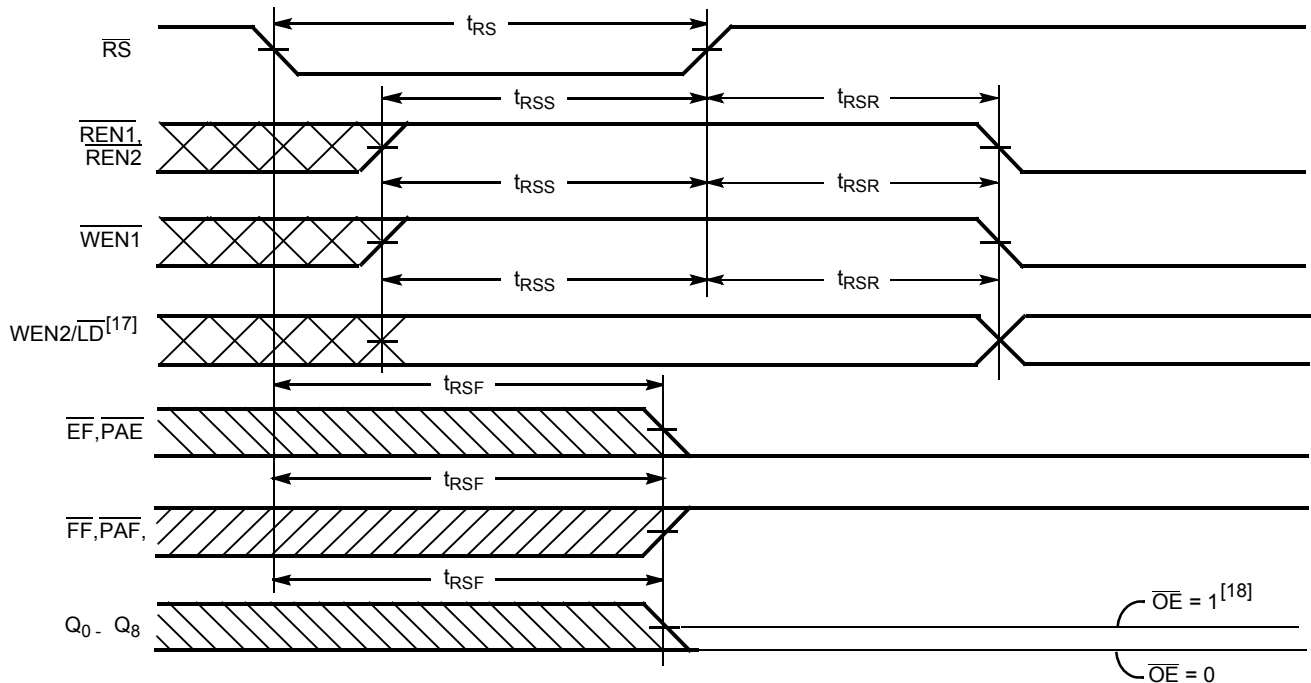 tRS
RS
tRSS tRSR
REN1,
REN2
tRSS tRSR
WEN1
tRSS tRSR
WEN2/LD[17]
tRSF
EF,PAE
tRSF
FF,PAF,
tRSF
OE = 1[18]
Q0 - Q8
OE = 0